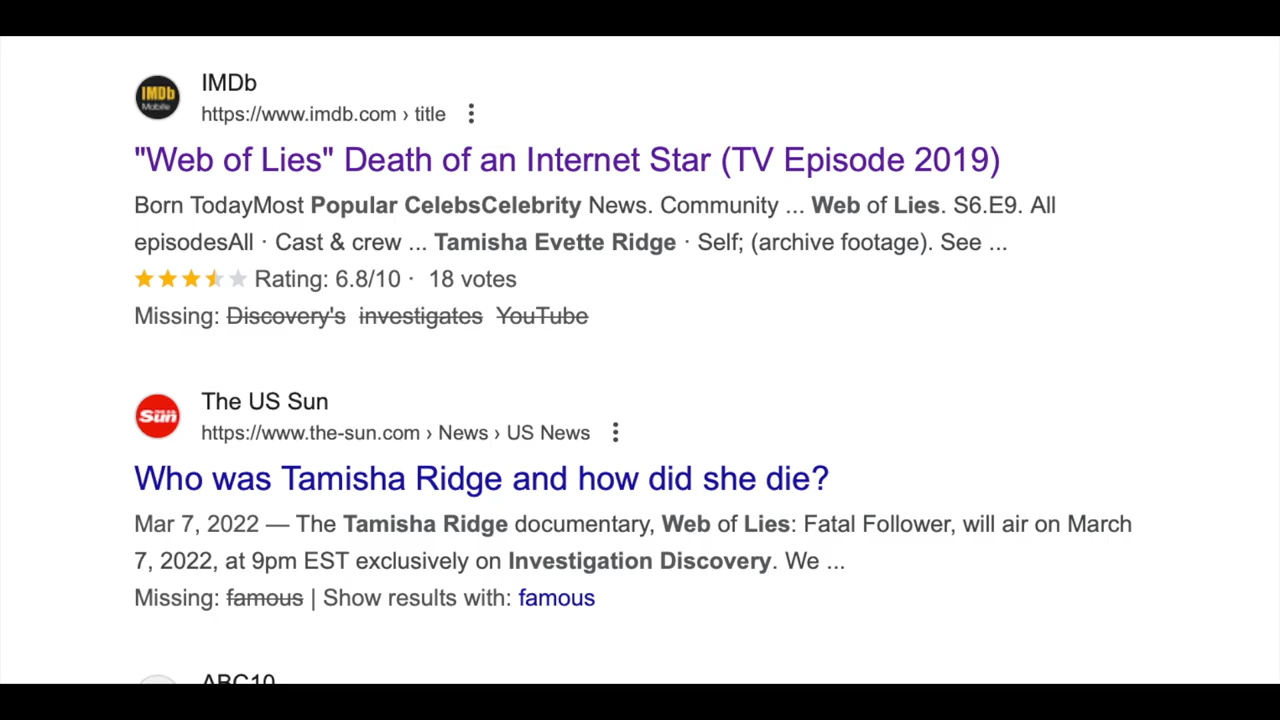 IMDb
Mobile
IMDb
https://www.imdb.com › title
"Web of Lies" Death of an Internet Star (TV Episode 2019)
Born TodayMost Popular CelebsCelebrity News. Community ... Web of Lies. S6.E9. All
episodesAll · Cast & crew ... Tamisha Evette Ridge · Self; (archive footage). See ...
Rating: 6.8/10 · 18 votes
Missing: Discovery's investigates YouTube
Sun
The US Sun
https://www.the-sun.com › News › US News
Who was Tamisha Ridge and how did she die?
Mar 7, 2022 — The Tamisha Ridge documentary, Web of Lies: Fatal Follower, will air on March
7, 2022, at 9pm EST exclusively on Investigation Discovery. We ...
Missing: famous | Show results with: famous
ABC10